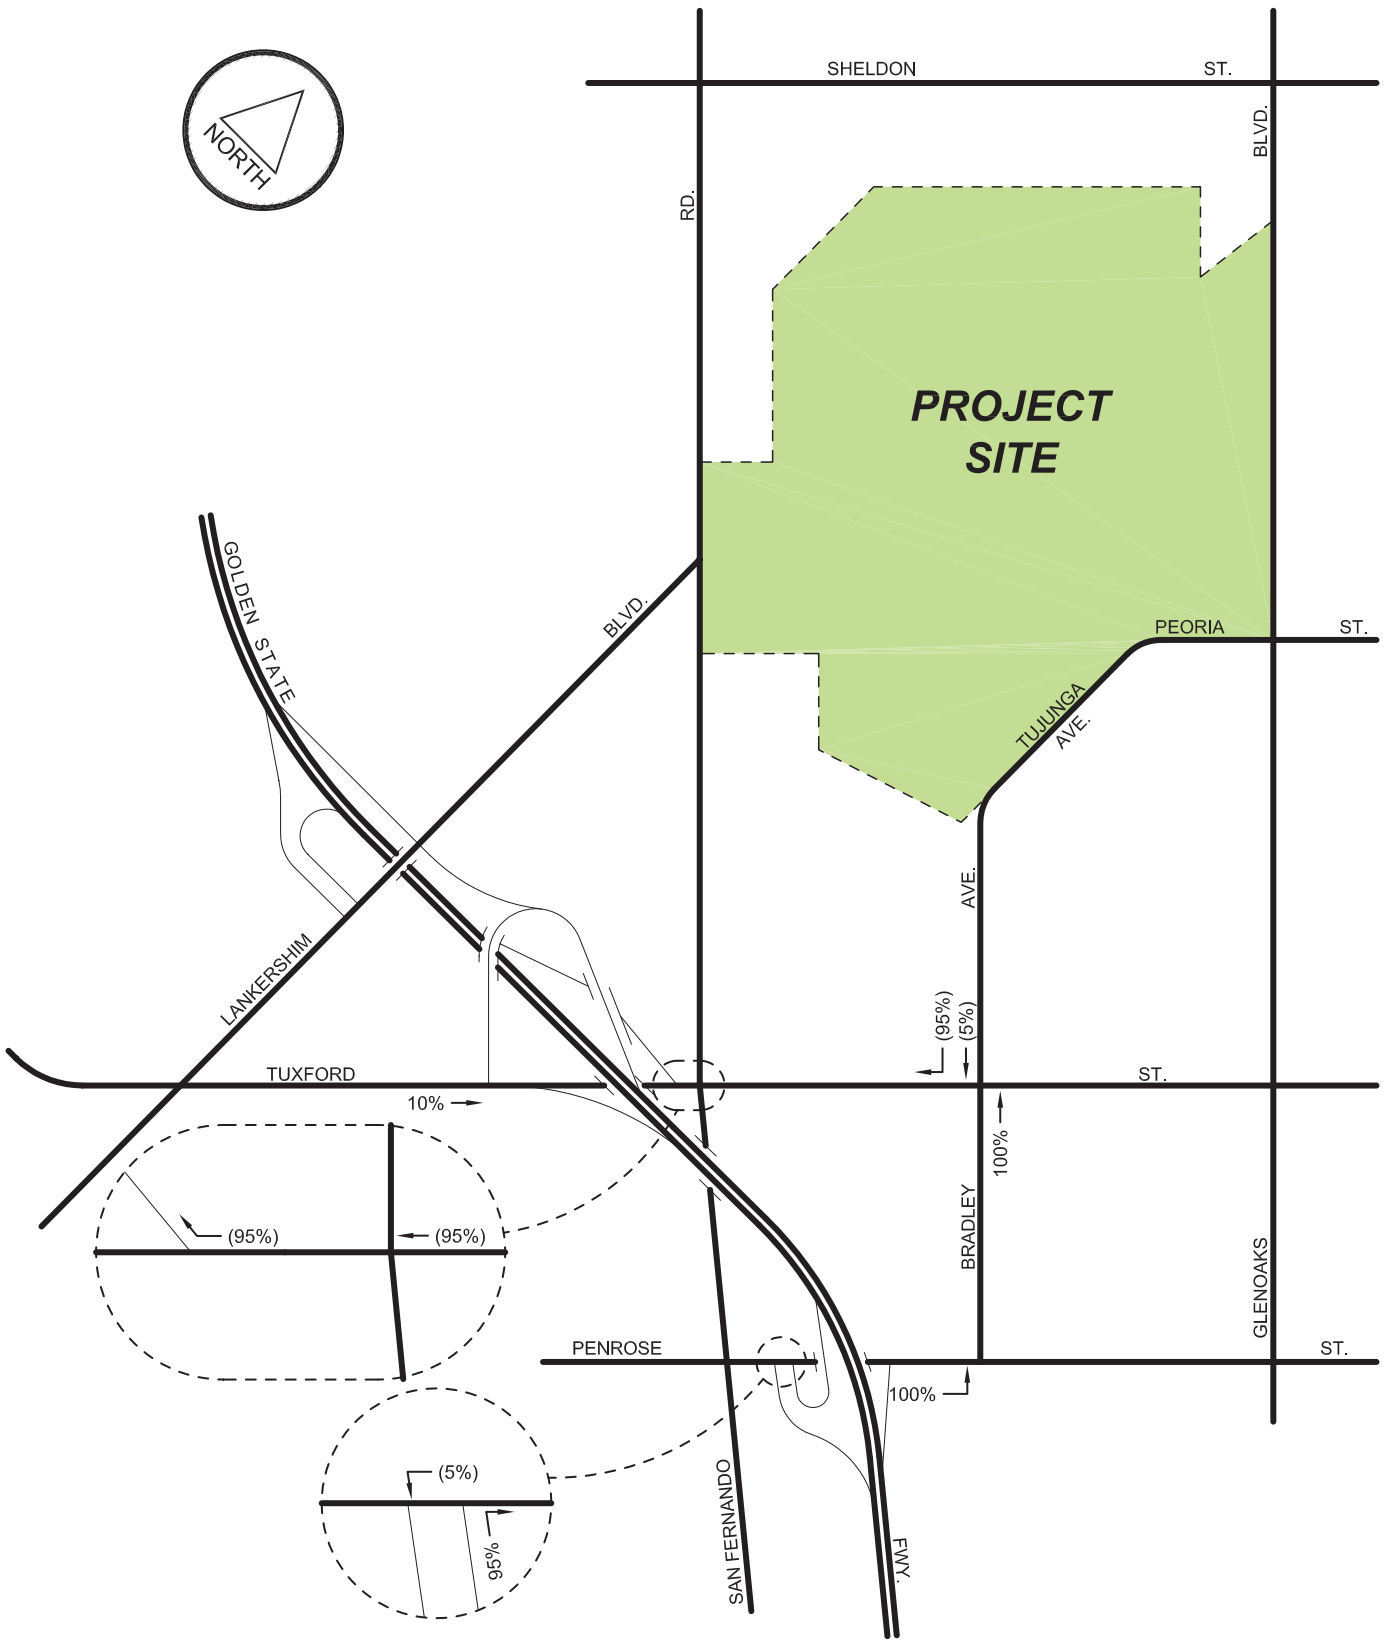 SHELDON ST.
NORTH
BLVD.
RD.
PROJECT
SITE
GOLDEN STATE
BLVD.
PEORIA ST.
TUJUNGA
AVE.
AVE.
LANKERSHIM
(95%)
(5%)
TUXFORD ST.
10%
100%
BRADLEY
(95%)
(95%)
GLENOAKS
PENROSE ST.
100%
(5%)
95%
SAN FERNANDO
FWY.